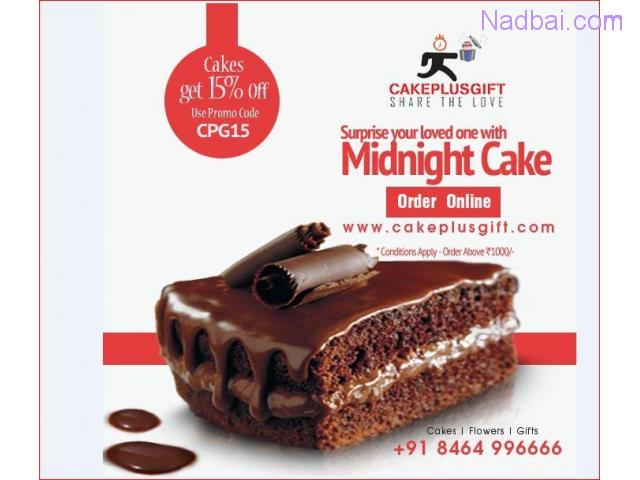 Nadbai.com
Cakes
get 15% Off
Use Promo Code
CPG15
CAKEPLUSGIFT
SHARE THE LOVE
Surprise your loved one with
Midnight Cake
Order Online
www.cakeplusgift.com
* Conditions Apply - Order Above ₹1000/-
Cakes | Flowers | Gifts
+91 8464 996666